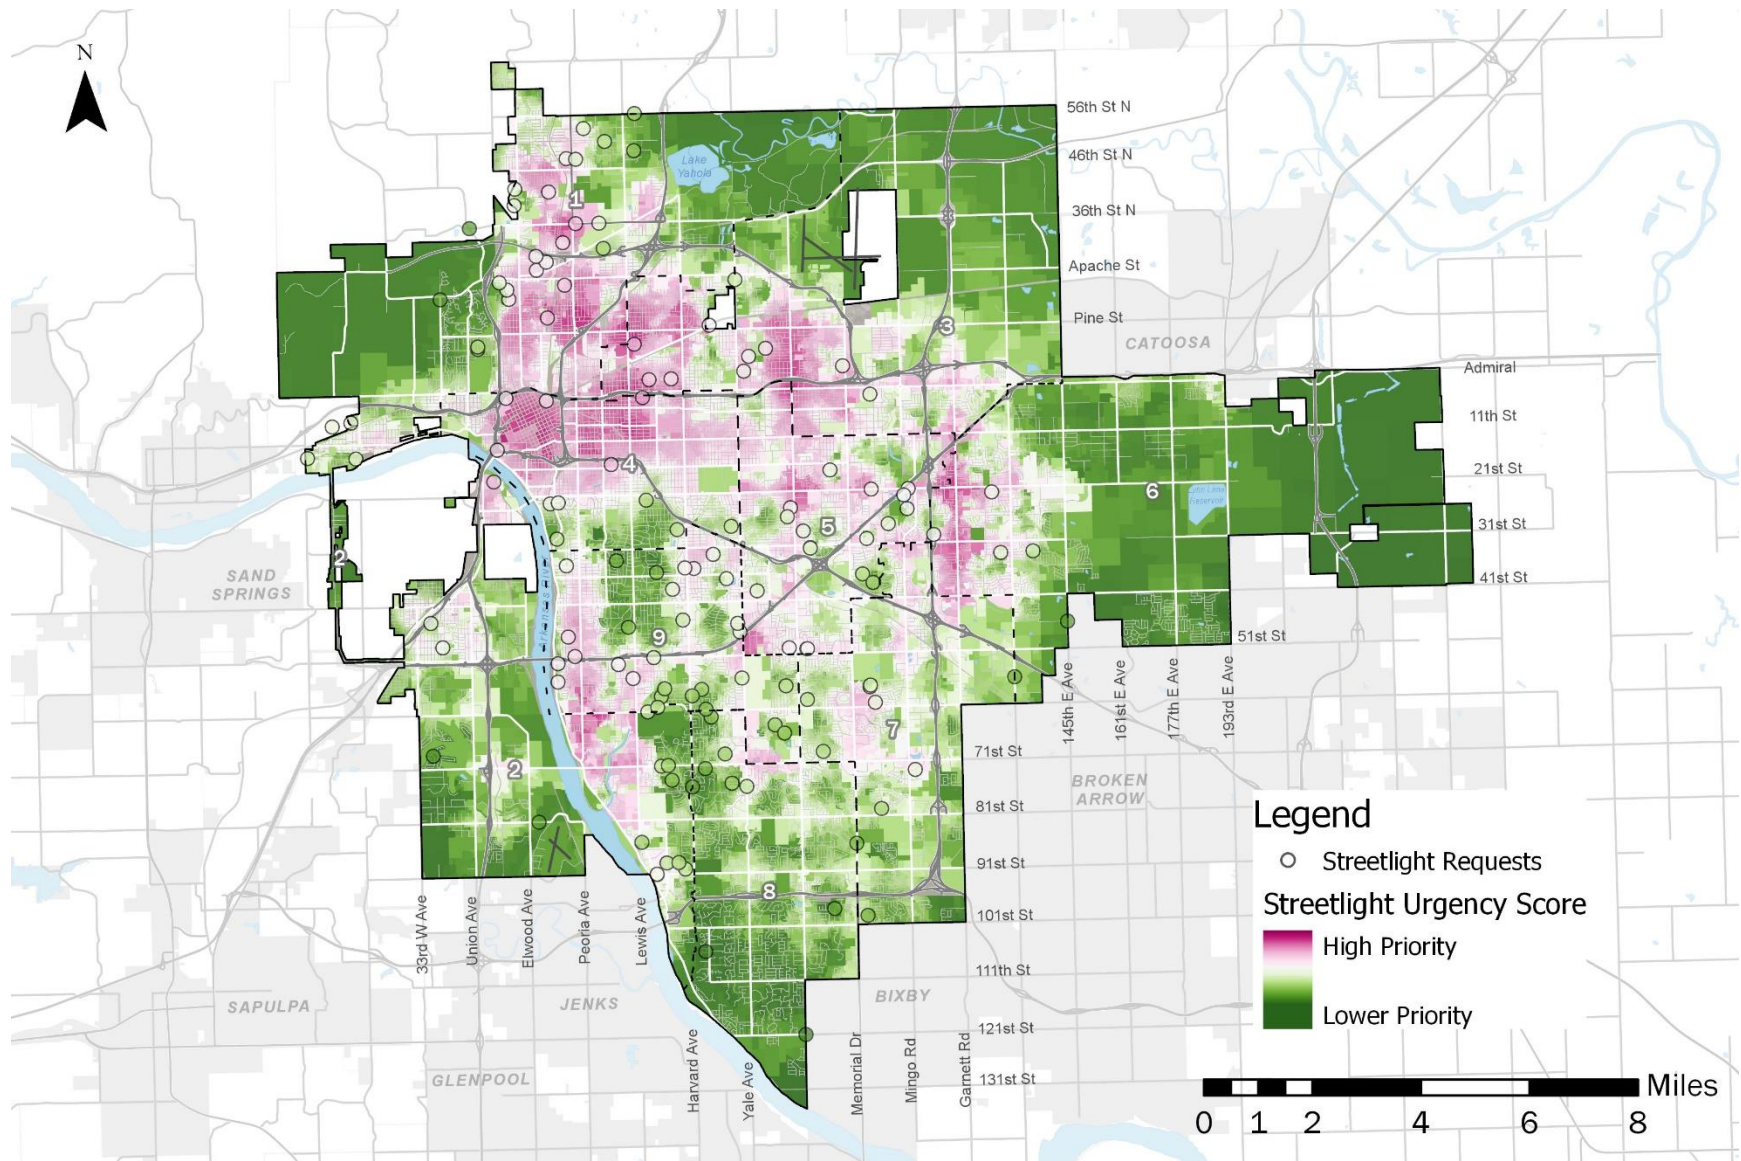 N
56th St N
46th St N
Lake
Yahola
1
36th St N
Apache St
Pine St
3
CATOOSA
Admiral
11th St
4
21st St
6
Lynn Lane
Reservoir
5
31st St
2
SAND
SPRINGS
41st St
9
51st St
145th E Ave
161st E Ave
177th E Ave
193rd E Ave
7
71st St
2
BROKEN
ARROW
81st St
Legend
Streetlight Requests
91st St
8
Streetlight Urgency Score
101st St
33rd W Ave
Union Ave
Elwood Ave
Peoria Ave
Lewis Ave
High Priority
111th St
SAPULPA
JENKS
BIXBY
Lower Priority
121st St
Harvard Ave
Yale Ave
Memorial Dr
Mingo Rd
Garnett Rd
GLENPOOL
131st St
Miles
0 1 2 4 6 8